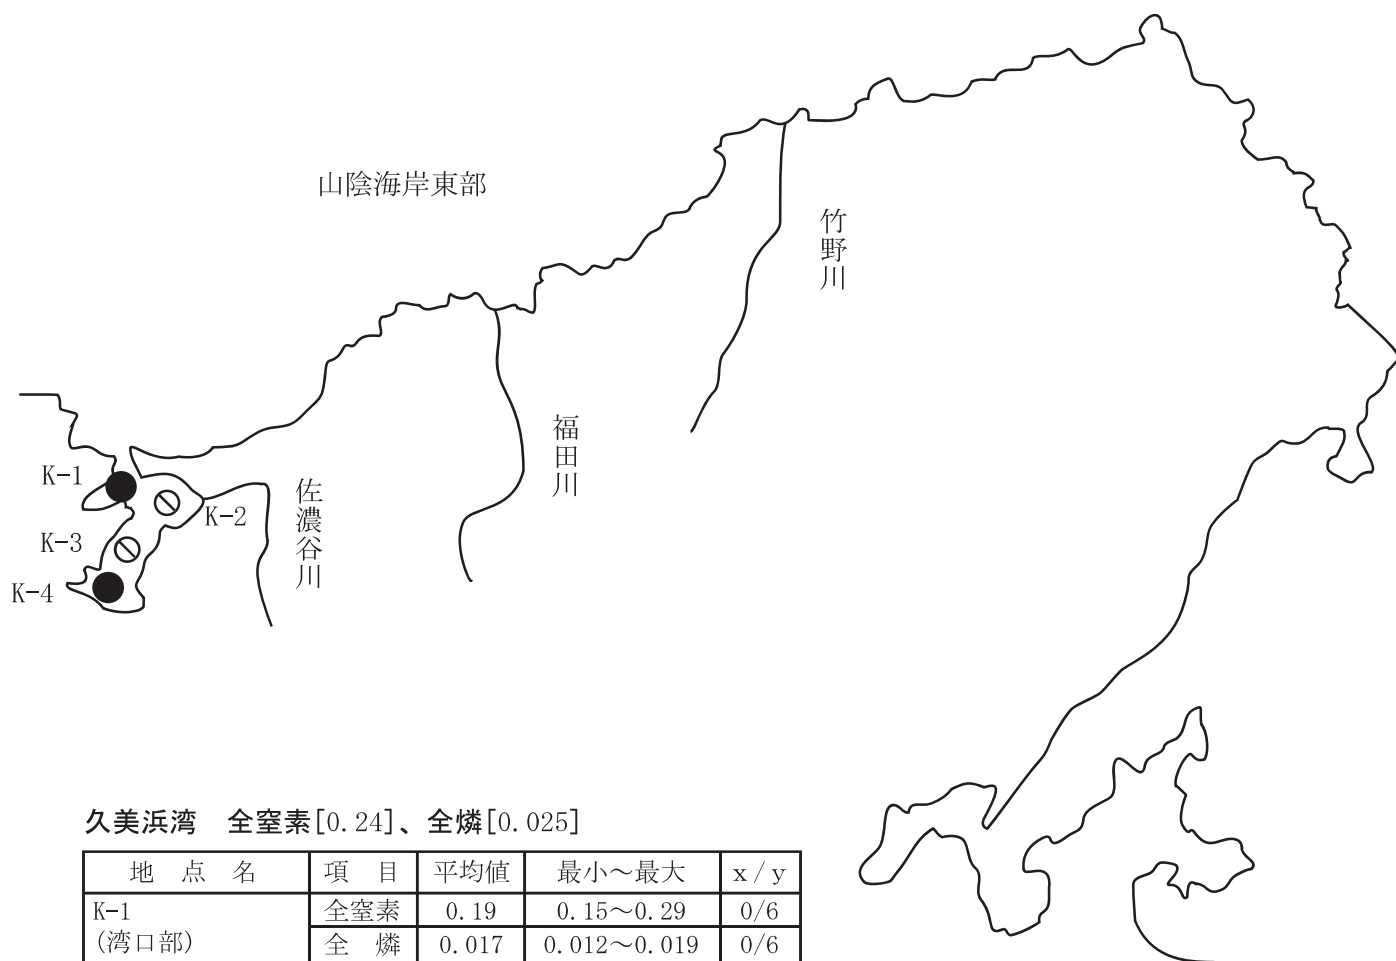 山陰海岸東部
竹野川
福田川
佐濃谷川
K-1
K-2
K-3
K-4
久美浜湾　全窒素[0.24]、全燐[0.025]
地　点　名　項　目　平均値　最小～最大　x/y
K-1　全窒素　0.19　0.15～0.29　0/6
(湾口部)　全　燐　0.017　0.012～0.019　0/6